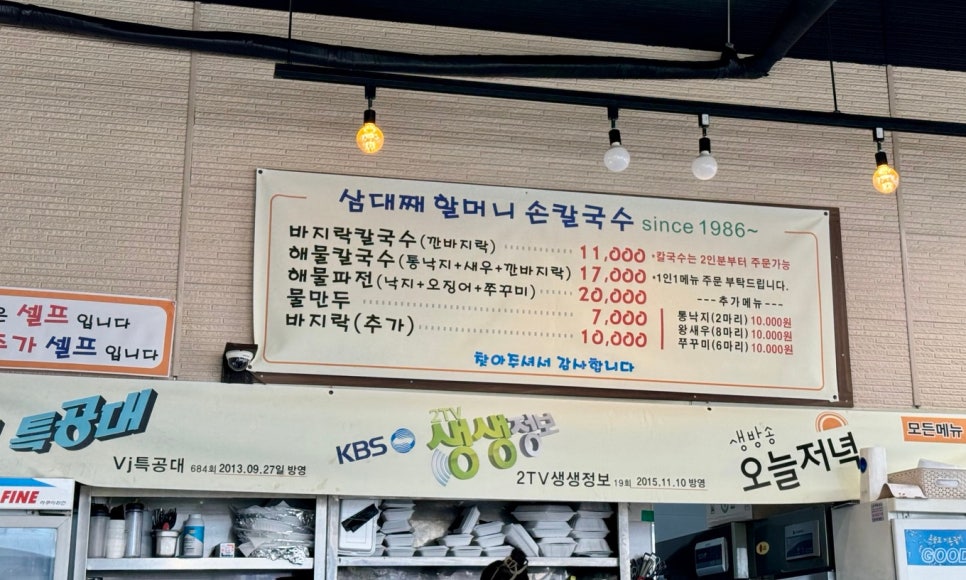 삼대째 할머니 손칼국수 since 1986~
바지락칼국수(깐바지락) 11,000 •칼국수는 2인분부터 주문가능
해물칼국수(통낙지+새우+깐바지락) 17,000 •1인1메뉴 주문 부탁드립니다.
해물파전(낙지+오징어+쭈꾸미) 20,000
---추가메뉴---
물만두 7,000
통낙지(2마리) 10.000원
왕새우(8마리) 10.000원
바지락(추가) 10,000
쭈꾸미(6마리) 10.000원
찾아주셔서 감사합니다
은 셀프 입니다
추가 셀프 입니다
특공대
Vj특공대 684회 2013.09.27일 방영
KBS 2TV 생생정보
2TV생생정보 19회 2015.11.10 방영
생방송
오늘저녁
모든메뉴
FINE
GOOD